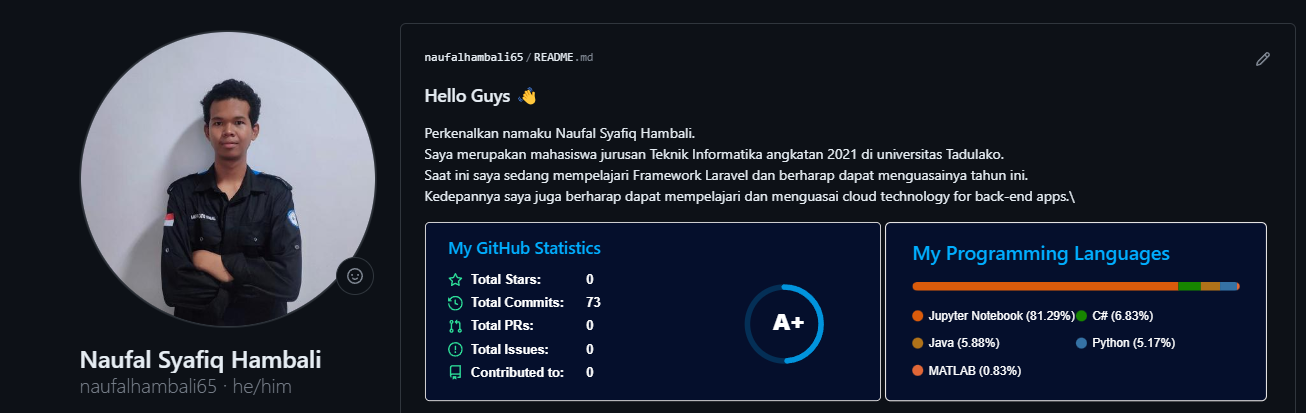 naufalhambali65/README.md
Hello Guys 👋
Perkenalkan namaku Naufal Syafiq Hambali.
Saya merupakan mahasiswa jurusan Teknik Informatika angkatan 2021 di universitas Tadulako.
Saat ini saya sedang mempelajari Framework Laravel dan berharap dapat menguasainya tahun ini.
Kedepannya saya juga berharap dapat mempelajari dan menguasai cloud technology for back-end apps.\
My GitHub Statistics
Total Stars: 0
Total Commits: 73
Total PRs: 0
Total Issues: 0
Contributed to: 0
A+
My Programming Languages
Jupyter Notebook (81.29%) C# (6.83%)
Java (5.88%) Python (5.17%)
MATLAB (0.83%)
Naufal Syafiq Hambali
naufalhambali65 · he/him